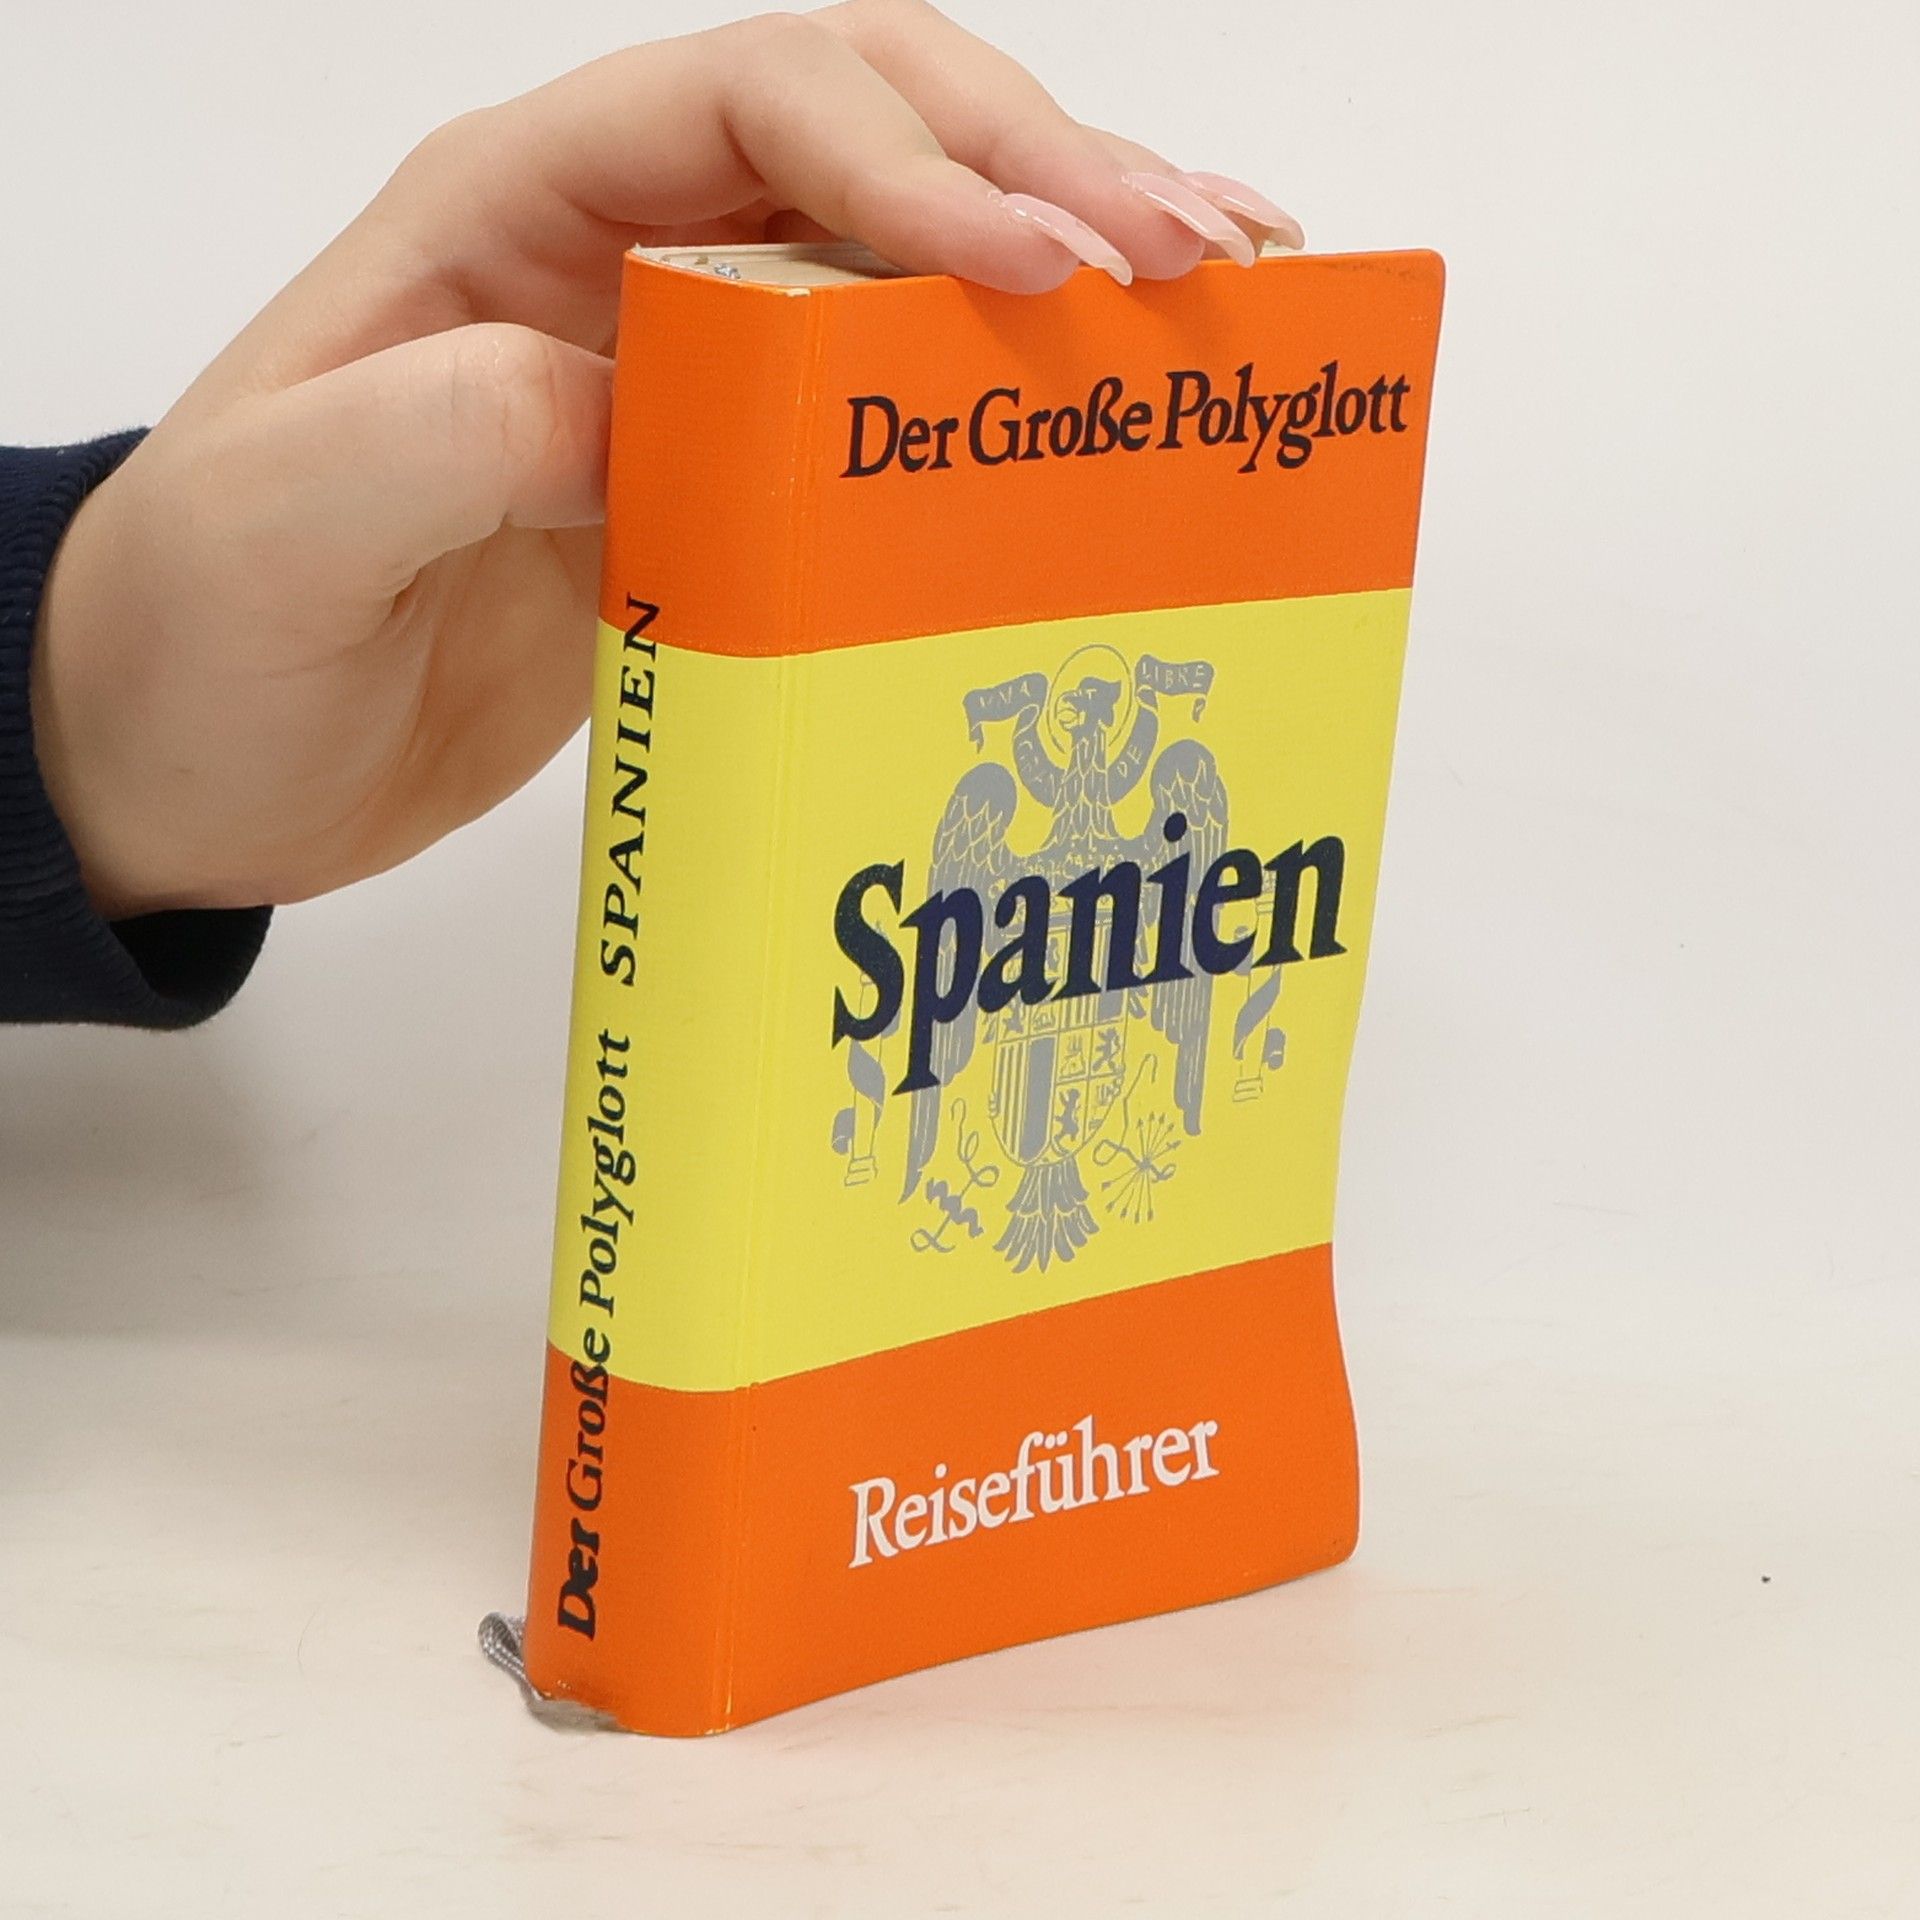 Der Große Polyglott
UNA
GRANDE
LIBRE
Spanien
Reiseführer
Der Große Polyglott SPANIEN